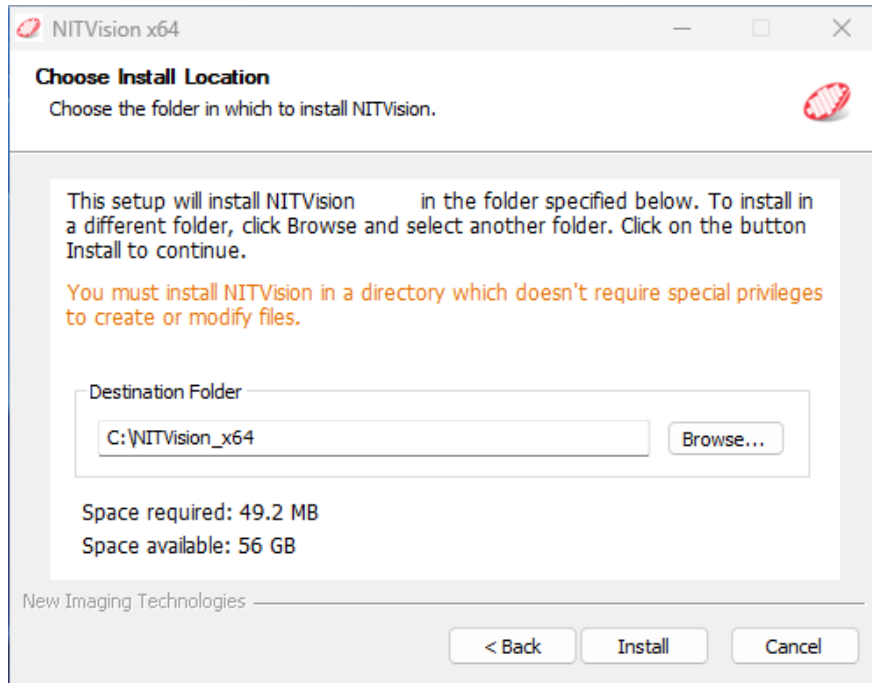 NITVision x64
Choose Install Location
Choose the folder in which to install NITVision.
This setup will install NITVision in the folder specified below. To install in
a different folder, click Browse and select another folder. Click on the button
Install to continue.
You must install NITVision in a directory which doesn't require special privileges
to create or modify files.
Destination Folder
C:\NITVision_x64
Browse...
Space required: 49.2 MB
Space available: 56 GB
New Imaging Technologies
< Back
Install
Cancel